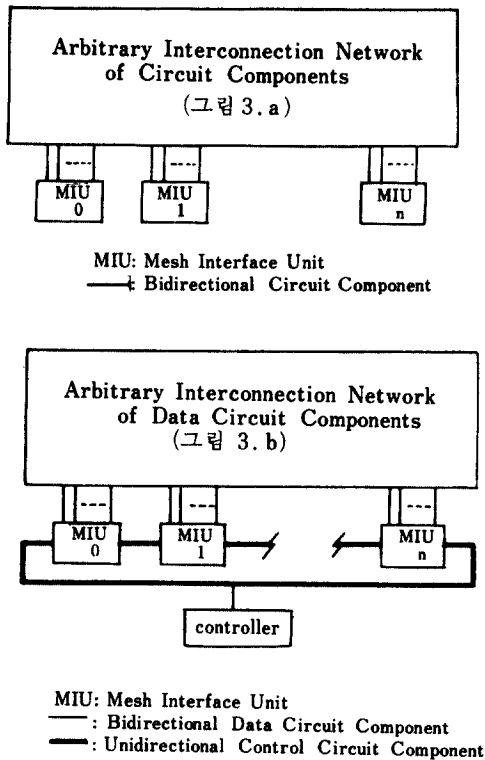 Arbitrary Interconnection Network
of Circuit Components
(그림 3.a)
MIU
0
MIU
1
MIU
n
MIU: Mesh Interface Unit
: Bidirectional Circuit Component
Arbitrary Interconnection Network
of Data Circuit Components
(그림 3.b)
MIU
0
MIU
1
MIU
n
controller
MIU: Mesh Interface Unit
: Bidirectional Data Circuit Component
: Unidirectional Control Circuit Component